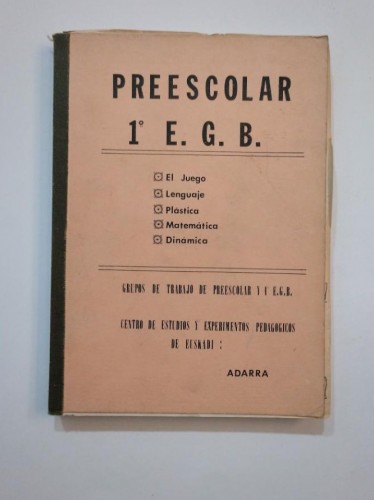 PREESCOLAR
1º E. G. B.
El Juego
Lenguaje
Plástica
Matemática
Dinámica
GRUPOS DE TRABAJO DE PREESCOLAR Y 1º E.G.B.
CENTRO DE ESTUDIOS Y EXPERIMENTOS PEDAGOGICOS
DE EUSKADI :
ADARRA